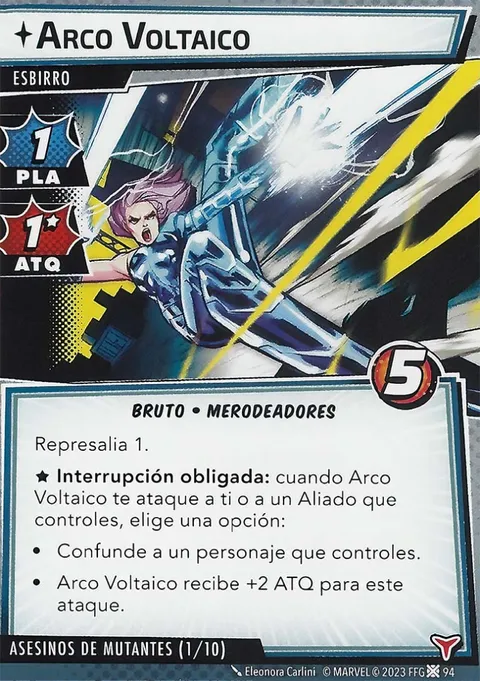 Arco Voltaico
ESBIRRO
1
PLA
1★
ATQ
5
BRUTO • MERODEADORES
Represalia 1.
★ Interrupción obligada: cuando Arco
Voltaico te ataque a ti o a un Aliado que
controles, elige una opción:
• Confunde a un personaje que controles.
• Arco Voltaico recibe +2 ATQ para este
ataque.
ASESINOS DE MUTANTES (1/10)
Eleonora Carlini © MARVEL © 2023 FFG 94